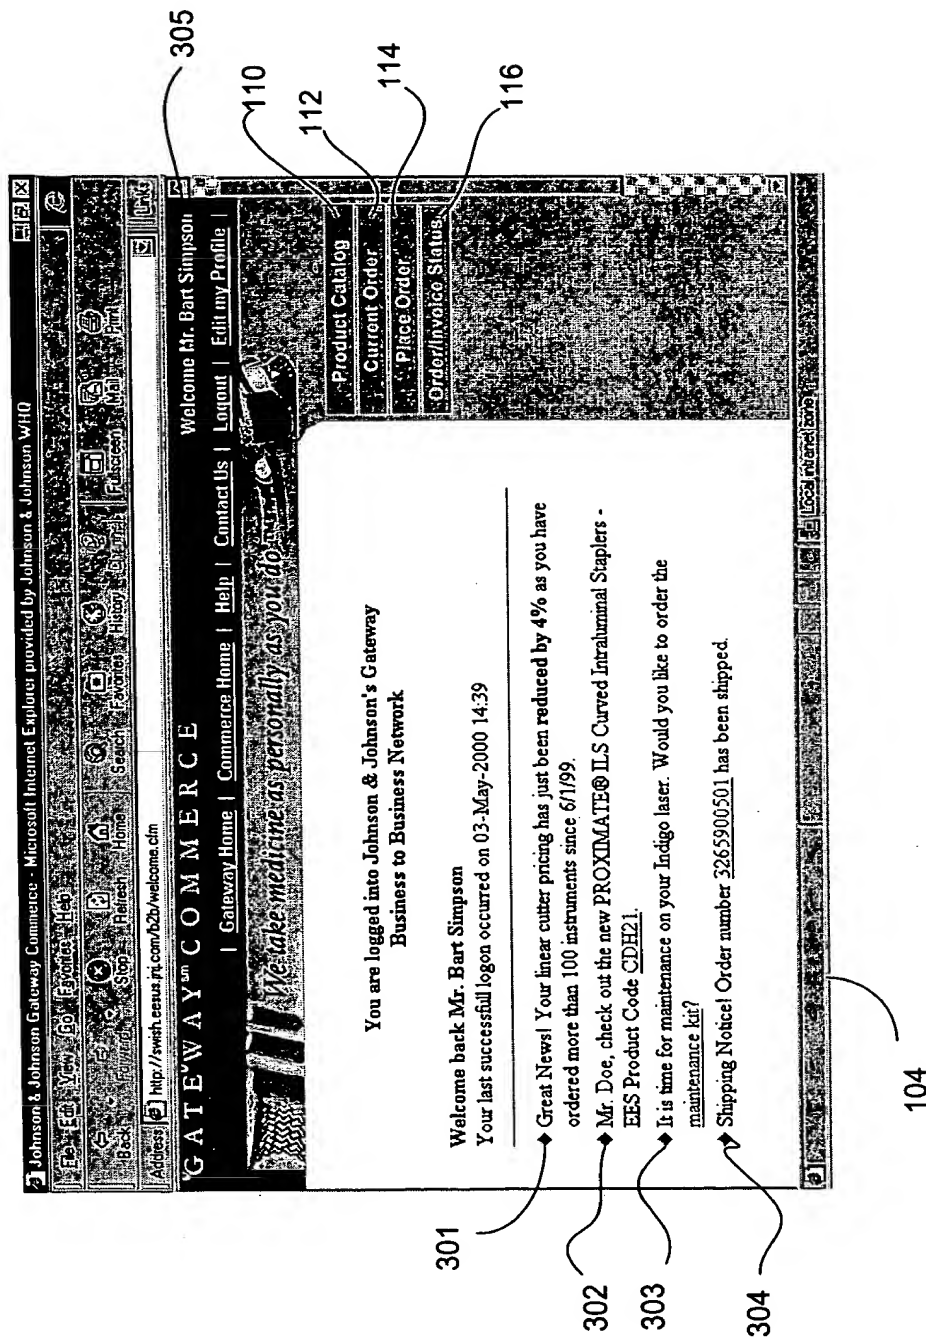 Johnson & Johnson Gateway Commerce - Microsoft Internet Explorer provided by Johnson & Johnson WHQ
File Edit View Go Favorites Help
Back Forward Stop Refresh Home Search Favorites History Channels Fullscreen Mail Print
Address http://swish.eesus.jnj.com/b2b/welcome.cfm Links
GATEWAY℠ COMMERCE
Welcome Mr. Bart Simpson
| Gateway Home | Commerce Home | Help | Contact Us | Logout | Edit my Profile |
We take medicine as personally as you do.
Product Catalog
Current Order
Place Order
Order/Invoice Status
You are logged into Johnson & Johnson's Gateway
Business to Business Network
Welcome back Mr. Bart Simpson
Your last successful logon occurred on 03-May-2000 14:39
Great News! Your linear cutter pricing has just been reduced by 4% as you have
ordered more than 100 instruments since 6/1/99.
Mr. Doe, check out the new PROXIMATE® ILS Curved Intraluminal Staplers -
EES Product Code CDH21.
It is time for maintenance on your Indigo laser. Would you like to order the
maintenance kit?
Shipping Notice! Order number 3265900501 has been shipped.
Local intranet zone
305
110
112
114
116
301
302
303
304
104